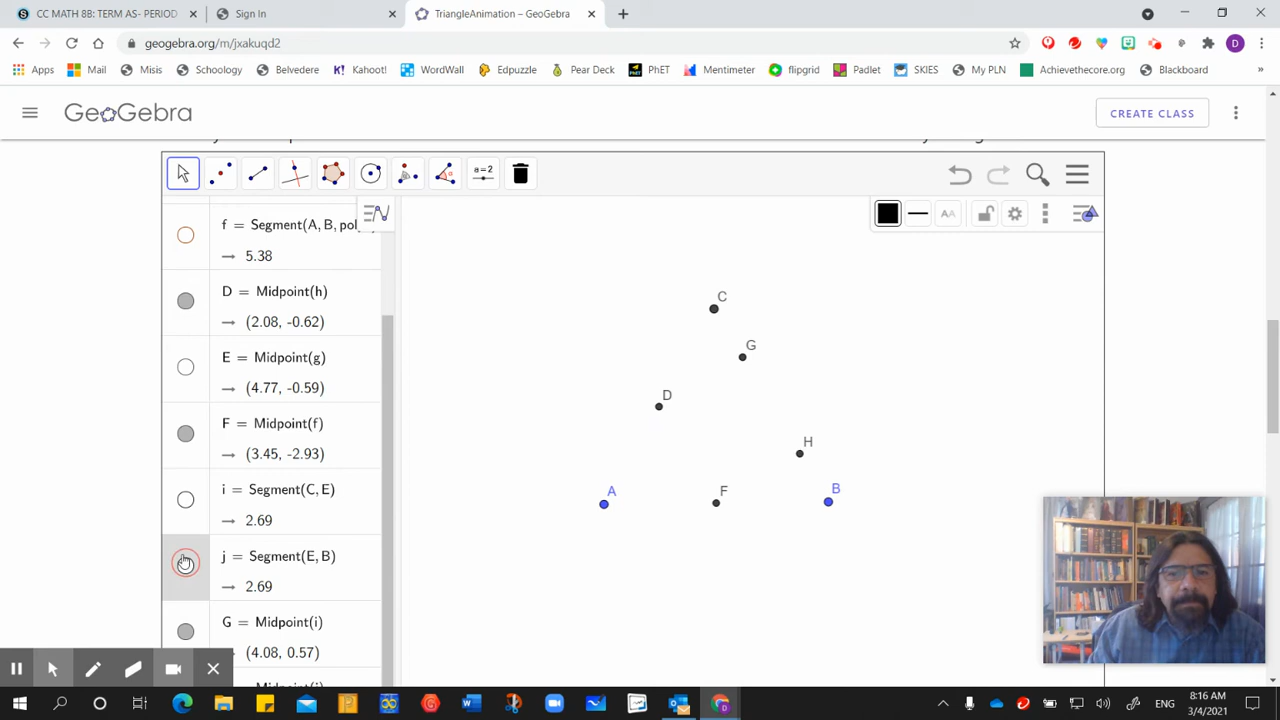 CC MATH 8B: TERM AS- PERIOD
Sign In
TriangleAnimation – GeoGebra
geogebra.org/m/jxakuqd2
D
Apps
Mail
Misis
Schoology
Belvedere
Kahoot!
WordWall
Edpuzzle
Pear Deck
PhET
Mentimeter
flipgrid
Padlet
SKIES
My PLN
Achievethecore.org
Blackboard
»
GeoGebra
CREATE CLASS
a=2
AA
f = Segment(A, B, pol
→ 5.38
D = Midpoint(h)
→ (2.08, -0.62)
E = Midpoint(g)
→ (4.77, -0.59)
F = Midpoint(f)
→ (3.45, -2.93)
i = Segment(C, E)
→ 2.69
j = Segment(E, B)
→ 2.69
G = Midpoint(i)
→ (4.08, 0.57)
C
G
D
H
A
F
B
ENG
8:16 AM
3/4/2021